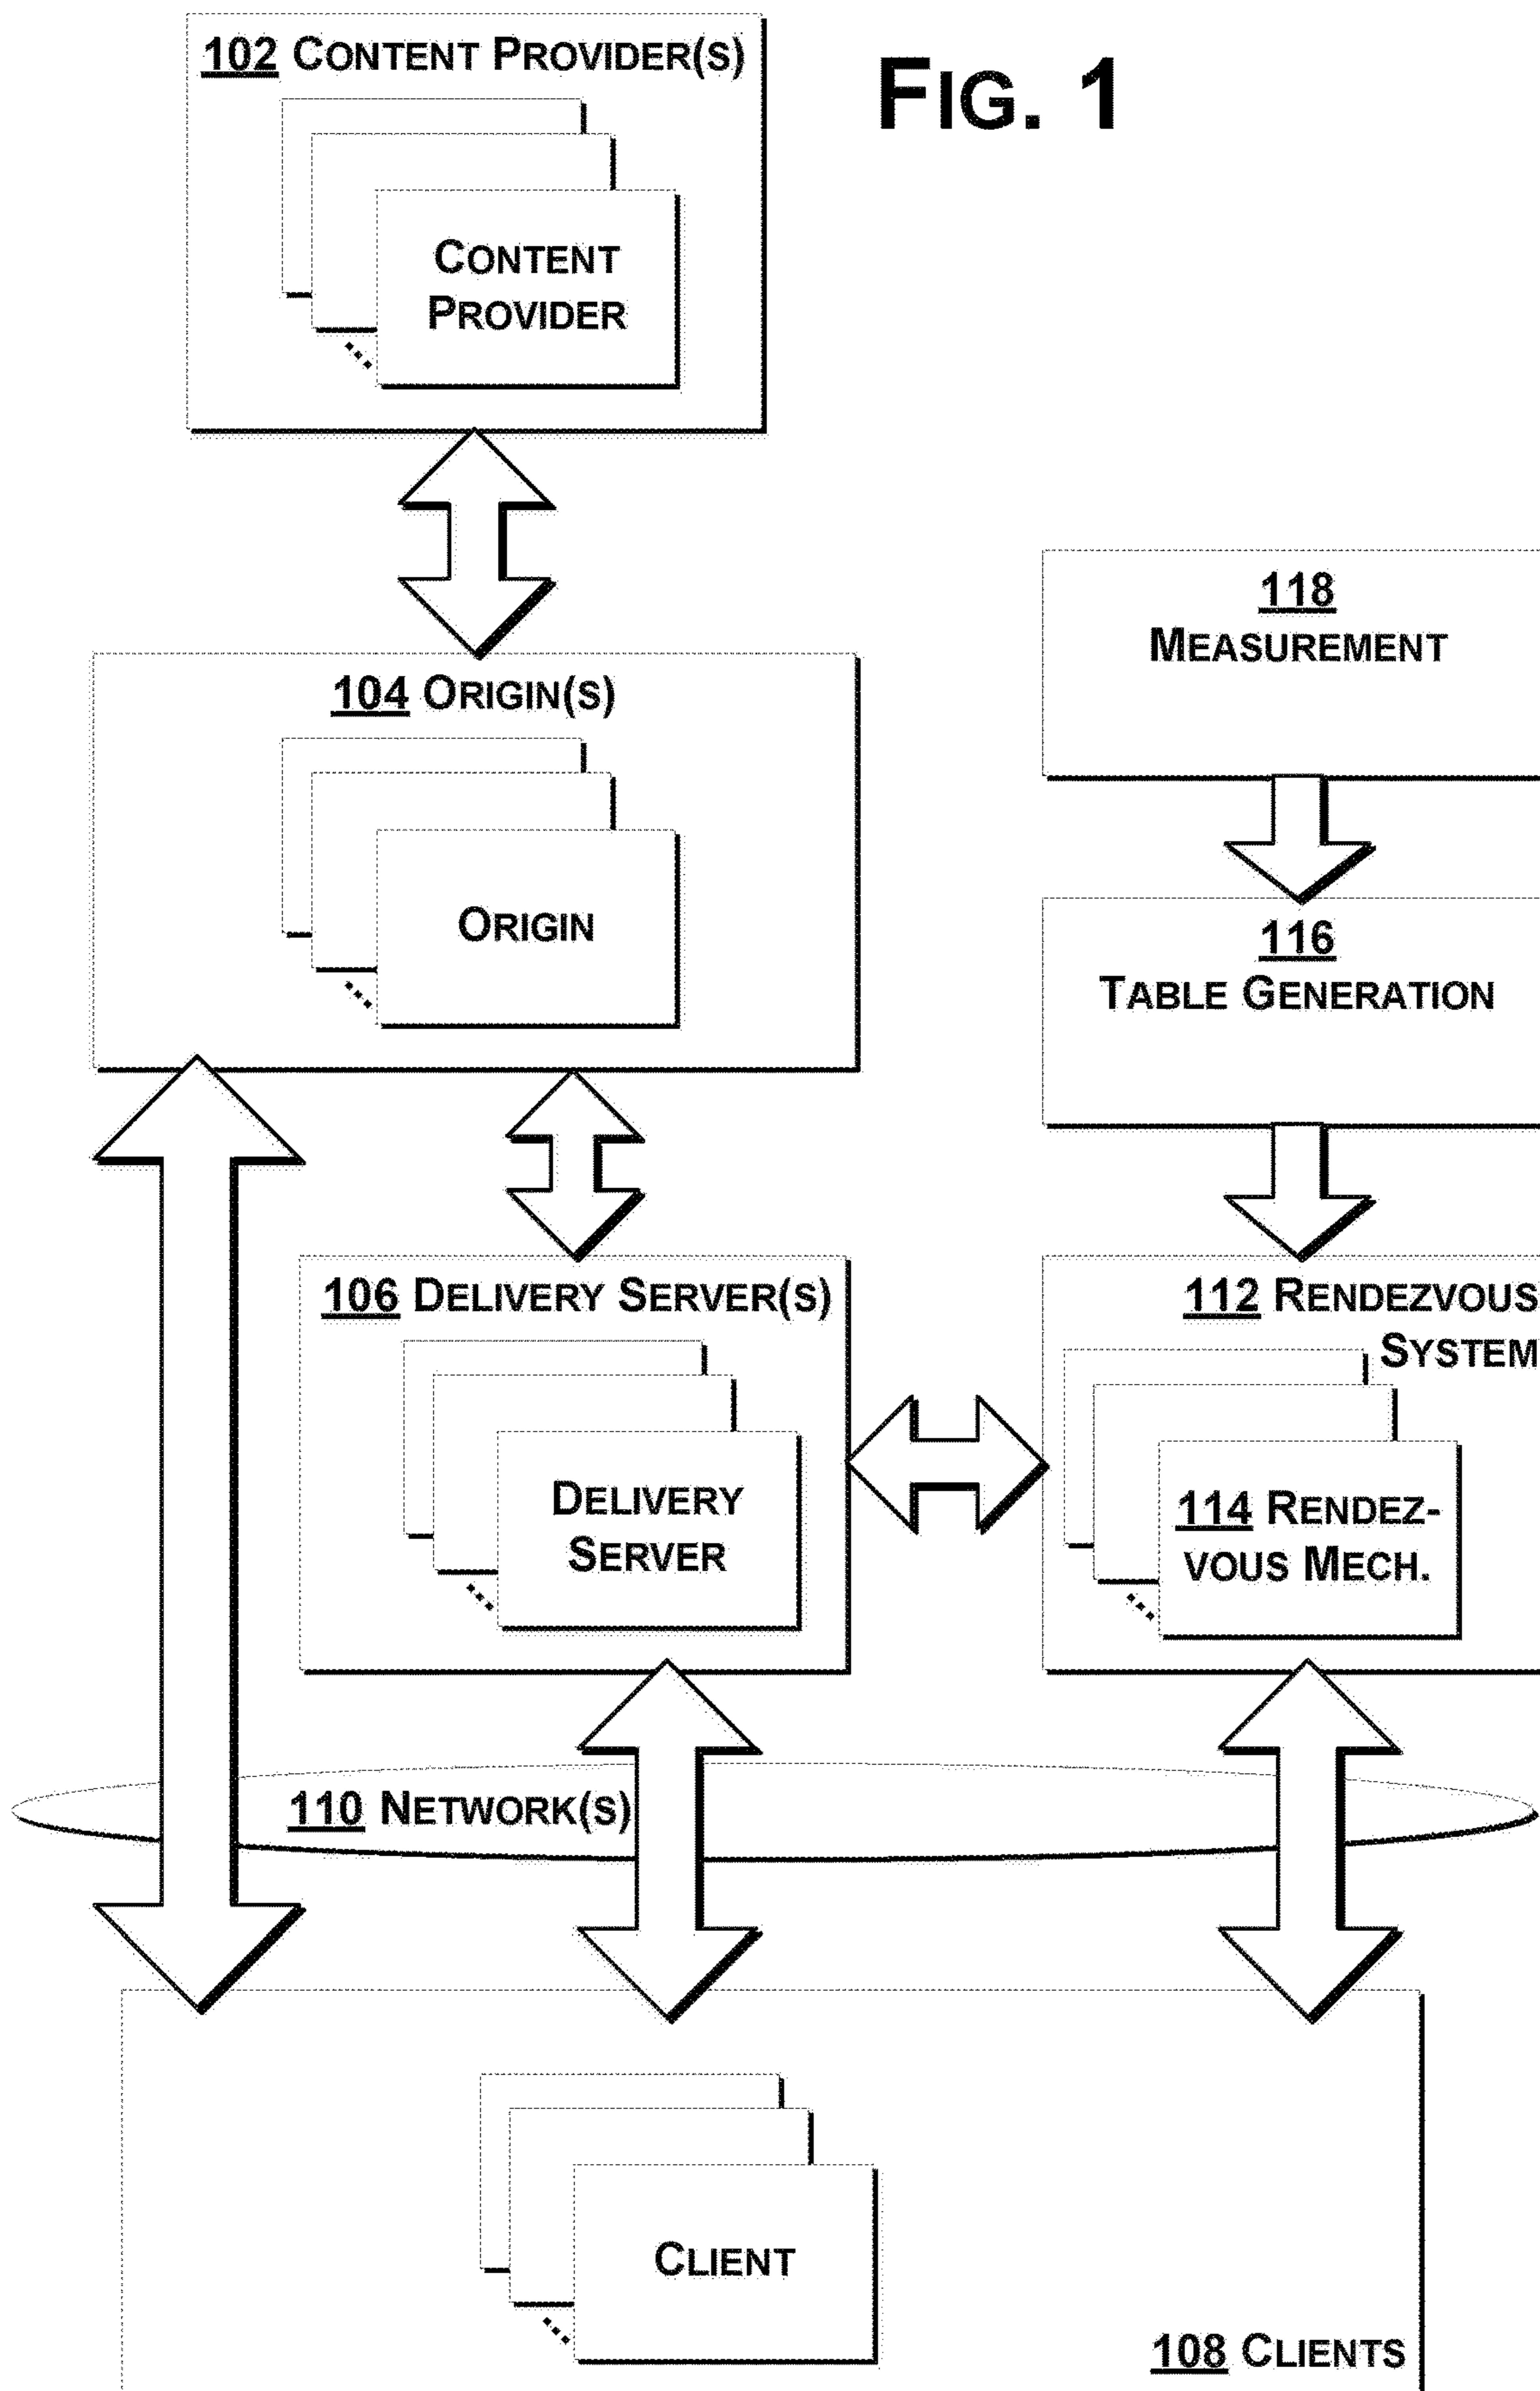 102 CONTENT PROVIDER(S)
FIG. 1
CONTENT
PROVIDER
118
MEASUREMENT
104 ORIGIN(S)
ORIGIN
116
TABLE GENERATION
106 DELIVERY SERVER(S)
DELIVERY
SERVER
112 RENDEZVOUS
SYSTEM
114 RENDEZ-
VOUS MECH.
110 NETWORK(S)
CLIENT
108 CLIENTS